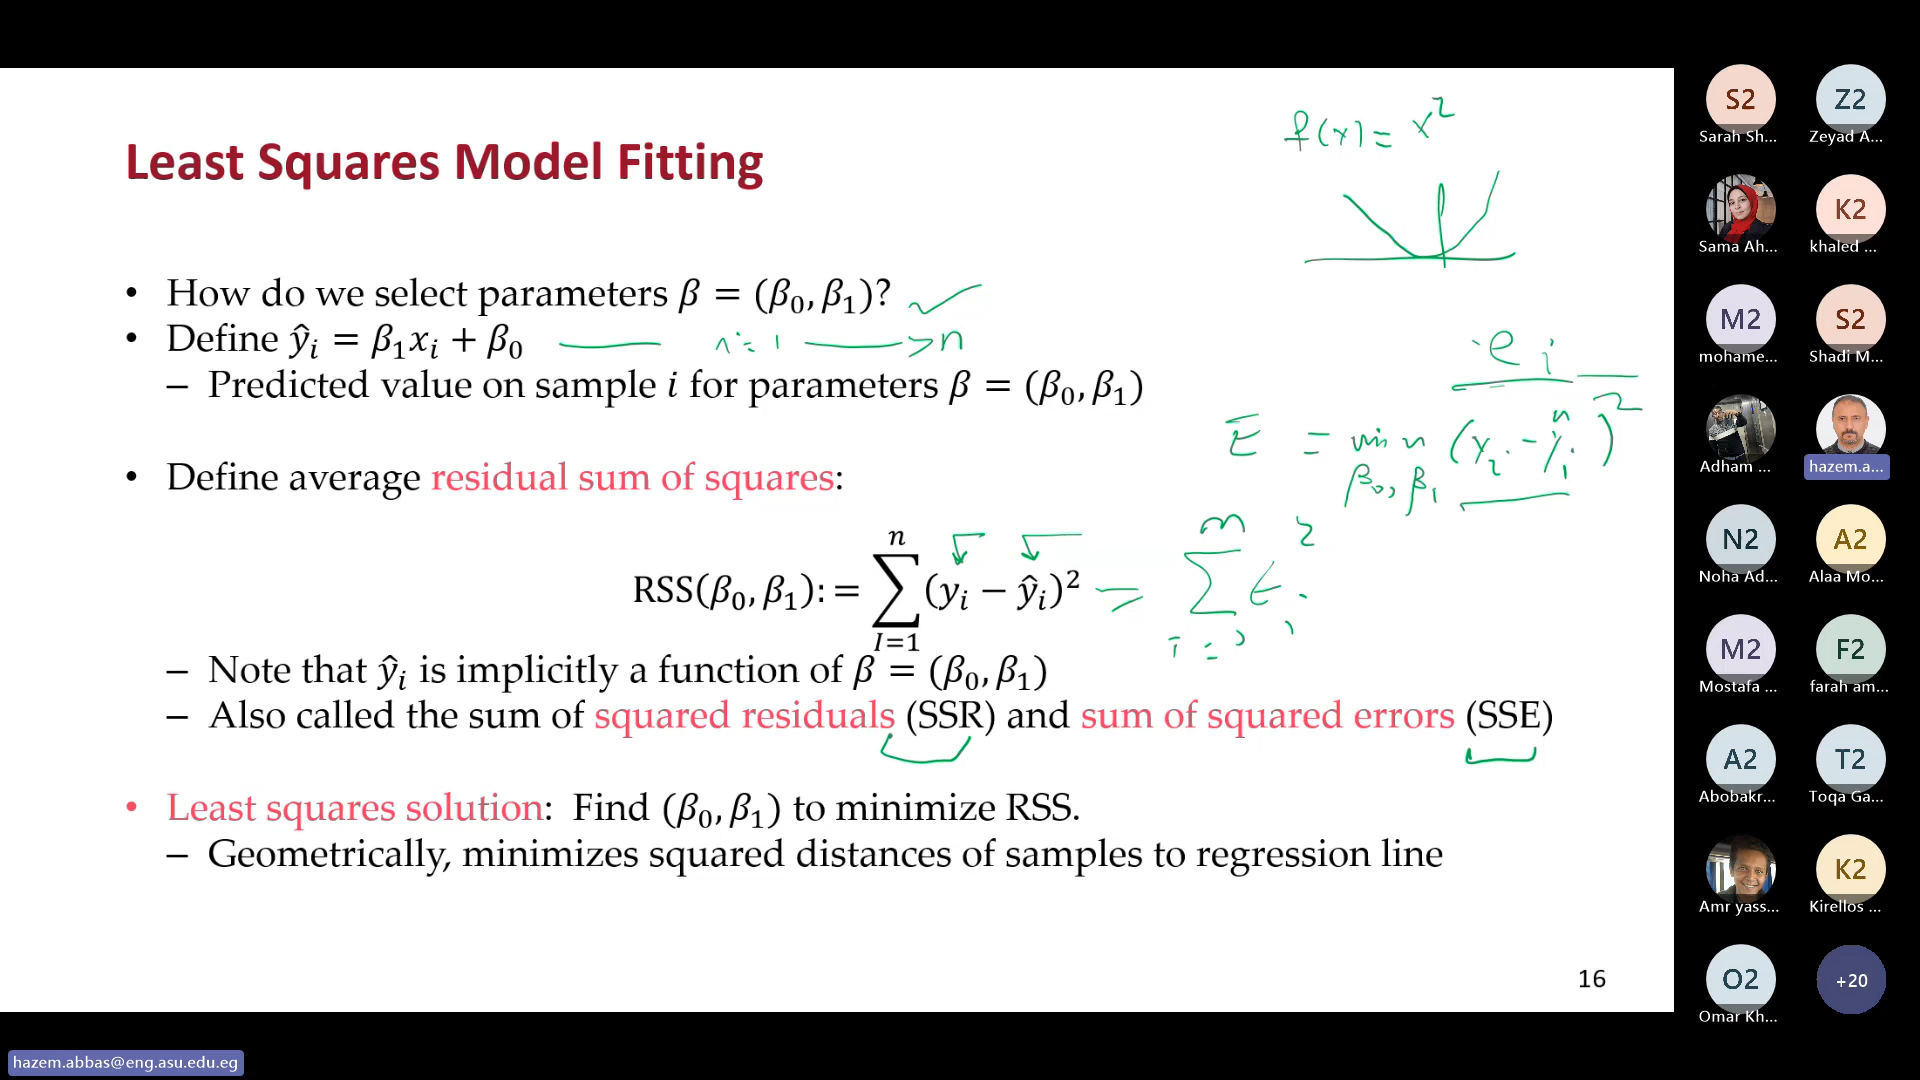 Least Squares Model Fitting
f(x) = x²
• How do we select parameters β = (β₀, β₁)?
• Define ŷᵢ = β₁xᵢ + β₀ i = 1 → n
– Predicted value on sample i for parameters β = (β₀, β₁)
eᵢ
E = min (yᵢ - ŷᵢ)²
β₀, β₁
• Define average residual sum of squares:
RSS(β₀, β₁): = ∑ (yᵢ − ŷᵢ)² = ∑ ϵᵢ²
n
I=1
– Note that ŷᵢ is implicitly a function of β = (β₀, β₁)
– Also called the sum of squared residuals (SSR) and sum of squared errors (SSE)
• Least squares solution: Find (β₀, β₁) to minimize RSS.
– Geometrically, minimizes squared distances of samples to regression line
16
S2
Sarah Sh...
Z2
Zeyad A...
Sama Ah...
K2
khaled ...
M2
mohame...
S2
Shadi M...
Adham ...
hazem.a...
N2
Noha Ad...
A2
Alaa Mo...
M2
Mostafa ...
F2
farah am...
A2
Abobakr...
T2
Toqa Ga...
Amr yass...
K2
Kirellos ...
O2
Omar Kh...
+20
hazem.abbas@eng.asu.edu.eg